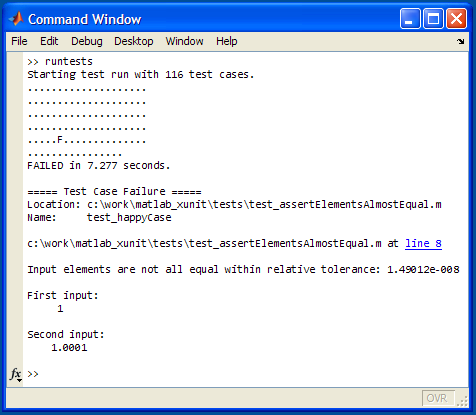 Command Window
File Edit Debug Desktop Window Help
>> runtests
Starting test run with 116 test cases.
....................
....................
....................
....................
.....F..............
................
FAILED in 7.277 seconds.
===== Test Case Failure =====
Location: c:\work\matlab_xunit\tests\test_assertElementsAlmostEqual.m
Name:     test_happyCase
c:\work\matlab_xunit\tests\test_assertElementsAlmostEqual.m at line 8
Input elements are not all equal within relative tolerance: 1.49012e-008
First input:
1
Second input:
1.0001
fx >>
OVR